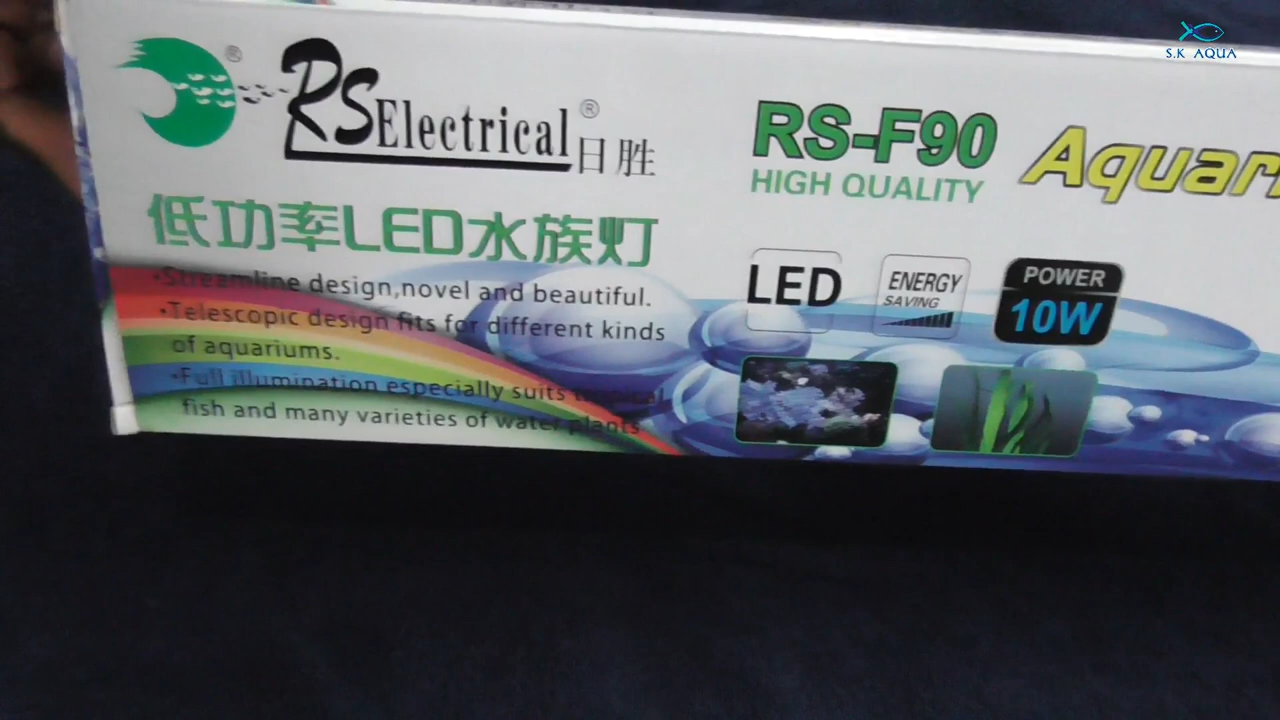 S.K AQUA
RS Electrical®
日胜
低功率LED水族灯
•Streamline design,novel and beautiful.
•Telescopic design fits for different kinds
of aquariums.
•Full illumination especially suits
fish and many varieties of water plants
RS-F90
HIGH QUALITY
Aquar
LED
ENERGY
SAVING
POWER
10W